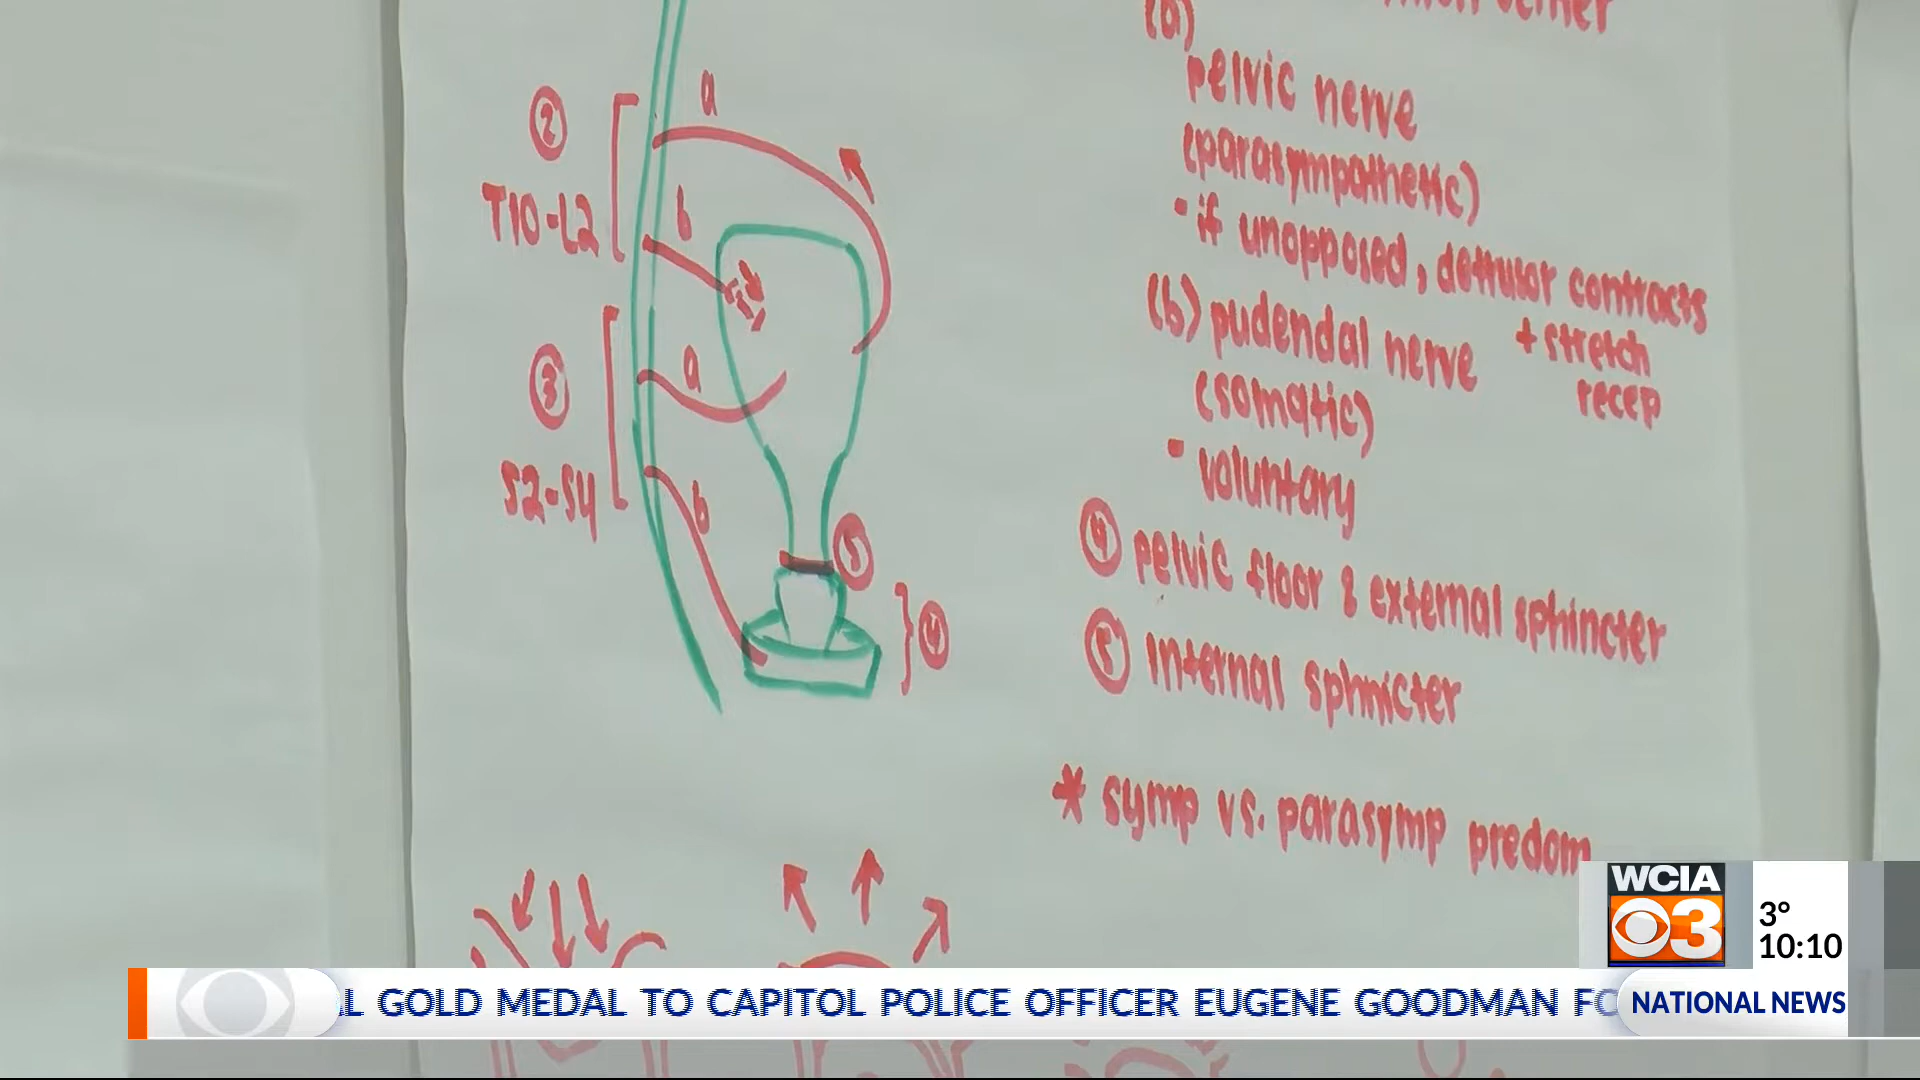 (a)
pelvic nerve
(parasympathetic)
- if unopposed, detrusor contracts
+ stretch
recep
(b) pudendal nerve
(somatic)
- voluntary
4 pelvic floor & external sphincter
5 internal sphnicter
* symp vs. parasymp predom
2
T10-L2
a
b
3
S2-S4
a
b
5
4
WCIA
3
3°
10:10
AL GOLD MEDAL TO CAPITOL POLICE OFFICER EUGENE GOODMAN FO
NATIONAL NEWS